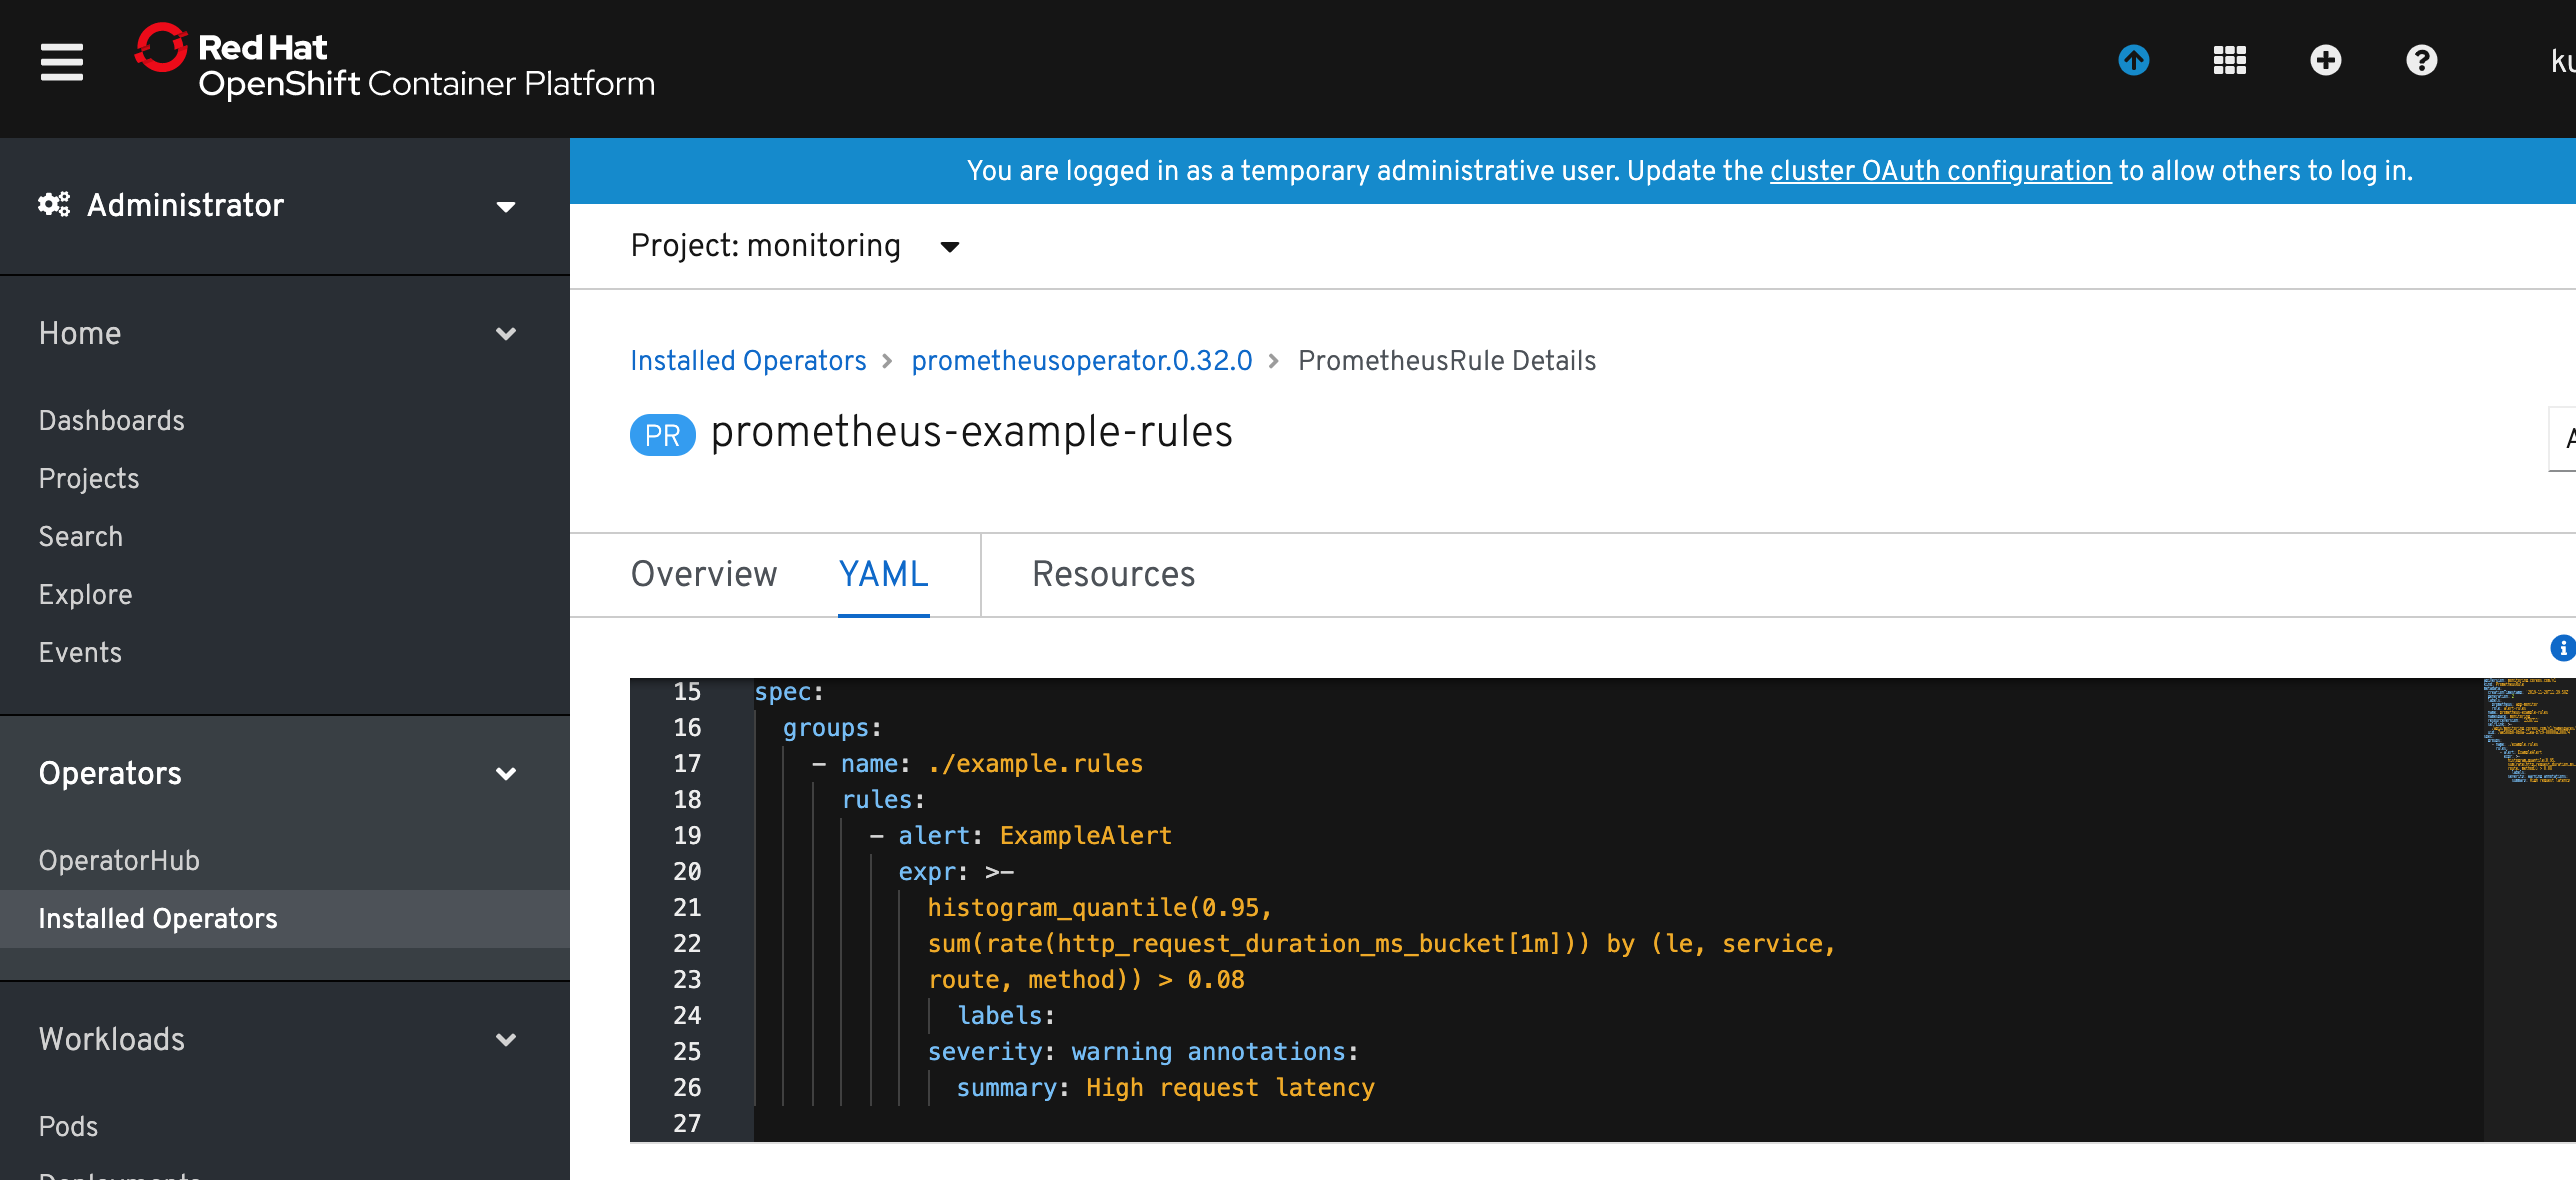 Red Hat
OpenShift Container Platform
You are logged in as a temporary administrative user. Update the cluster OAuth configuration to allow others to log in.
Administrator
Home
Dashboards
Projects
Search
Explore
Events
Operators
OperatorHub
Installed Operators
Workloads
Pods
Project: monitoring
Installed Operators > prometheusoperator.0.32.0 > PrometheusRule Details
PR prometheus-example-rules
Overview YAML Resources
15 spec:
16 groups:
17 - name: ./example.rules
18 rules:
19 - alert: ExampleAlert
20 expr: >-
21 histogram_quantile(0.95,
22 sum(rate(http_request_duration_ms_bucket[1m])) by (le, service,
23 route, method)) > 0.08
24 labels:
25 severity: warning annotations:
26 summary: High request latency
27